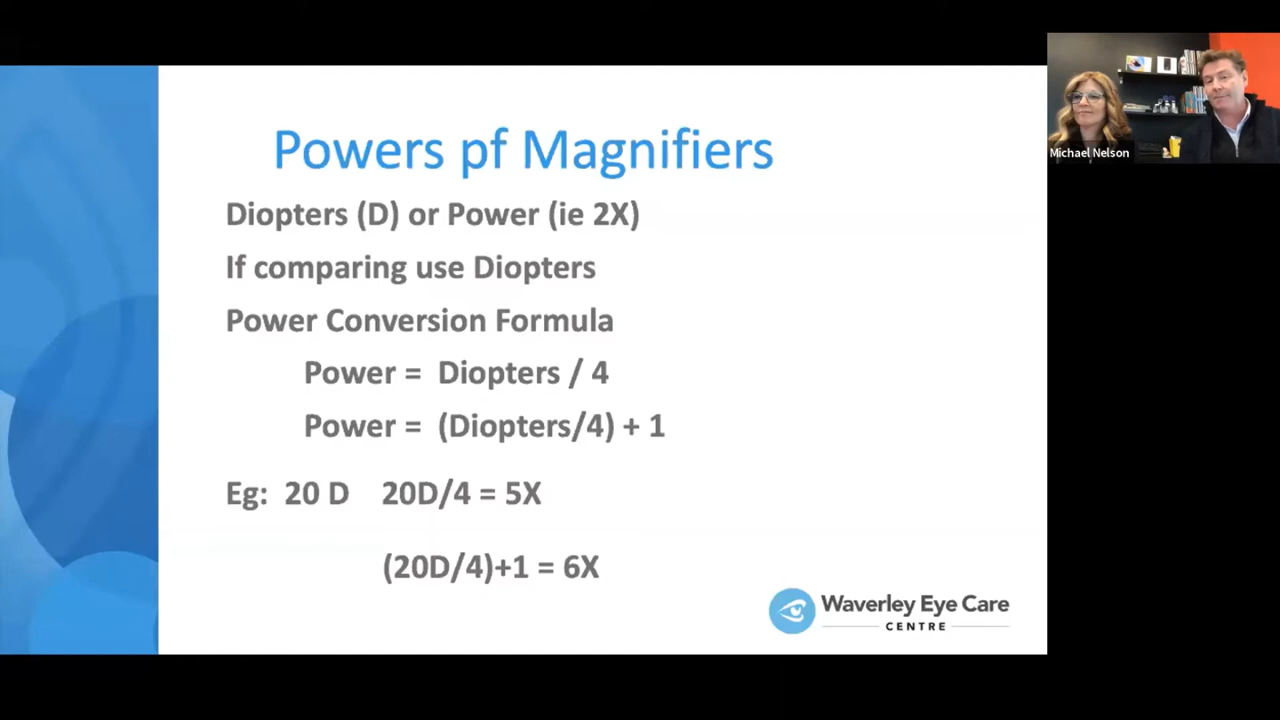 Powers pf Magnifiers
Diopters (D) or Power (ie 2X)
If comparing use Diopters
Power Conversion Formula
Power = Diopters / 4
Power = (Diopters/4) + 1
Eg: 20 D 20D/4 = 5X
(20D/4)+1 = 6X
Waverley Eye Care
CENTRE
Michael Nelson